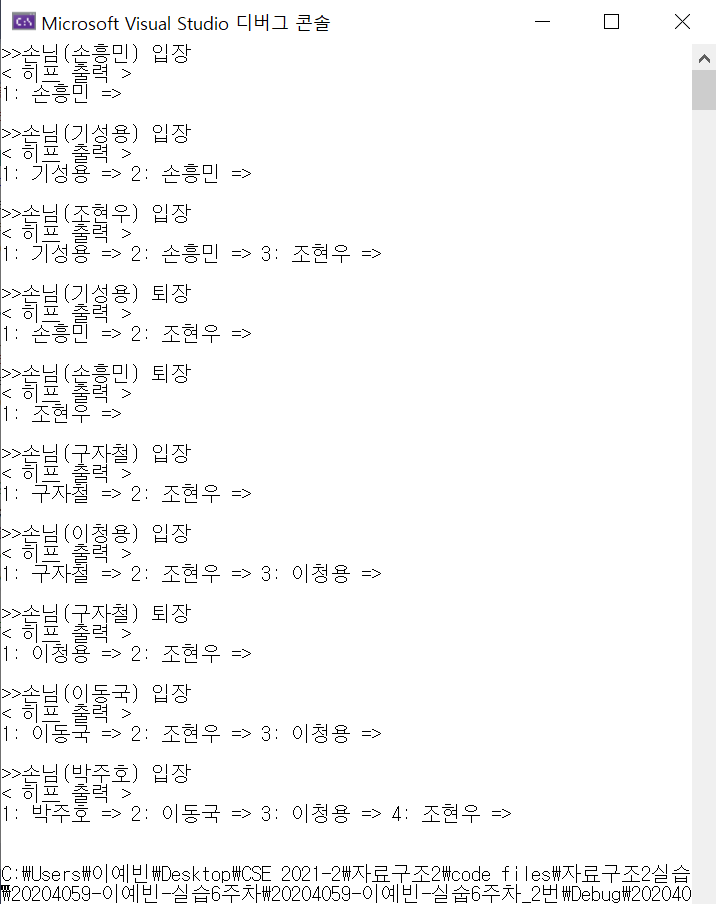 Microsoft Visual Studio 디버그 콘솔
>>손님(손흥민) 입장
< 히프 출력 >
1: 손흥민 =>
>>손님(기성용) 입장
< 히프 출력 >
1: 기성용 => 2: 손흥민 =>
>>손님(조현우) 입장
< 히프 출력 >
1: 기성용 => 2: 손흥민 => 3: 조현우 =>
>>손님(기성용) 퇴장
< 히프 출력 >
1: 손흥민 => 2: 조현우 =>
>>손님(손흥민) 퇴장
< 히프 출력 >
1: 조현우 =>
>>손님(구자철) 입장
< 히프 출력 >
1: 구자철 => 2: 조현우 =>
>>손님(이청용) 입장
< 히프 출력 >
1: 구자철 => 2: 조현우 => 3: 이청용 =>
>>손님(구자철) 퇴장
< 히프 출력 >
1: 이청용 => 2: 조현우 =>
>>손님(이동국) 입장
< 히프 출력 >
1: 이동국 => 2: 조현우 => 3: 이청용 =>
>>손님(박주호) 입장
< 히프 출력 >
1: 박주호 => 2: 이동국 => 3: 이청용 => 4: 조현우 =>
C:₩Users₩이예빈₩Desktop₩CSE 2021-2₩자료구조2₩code files₩자료구조2실습
₩20204059-이예빈-실습6주차₩20204059-이예빈-실숩6주차_2번₩Debug₩202040